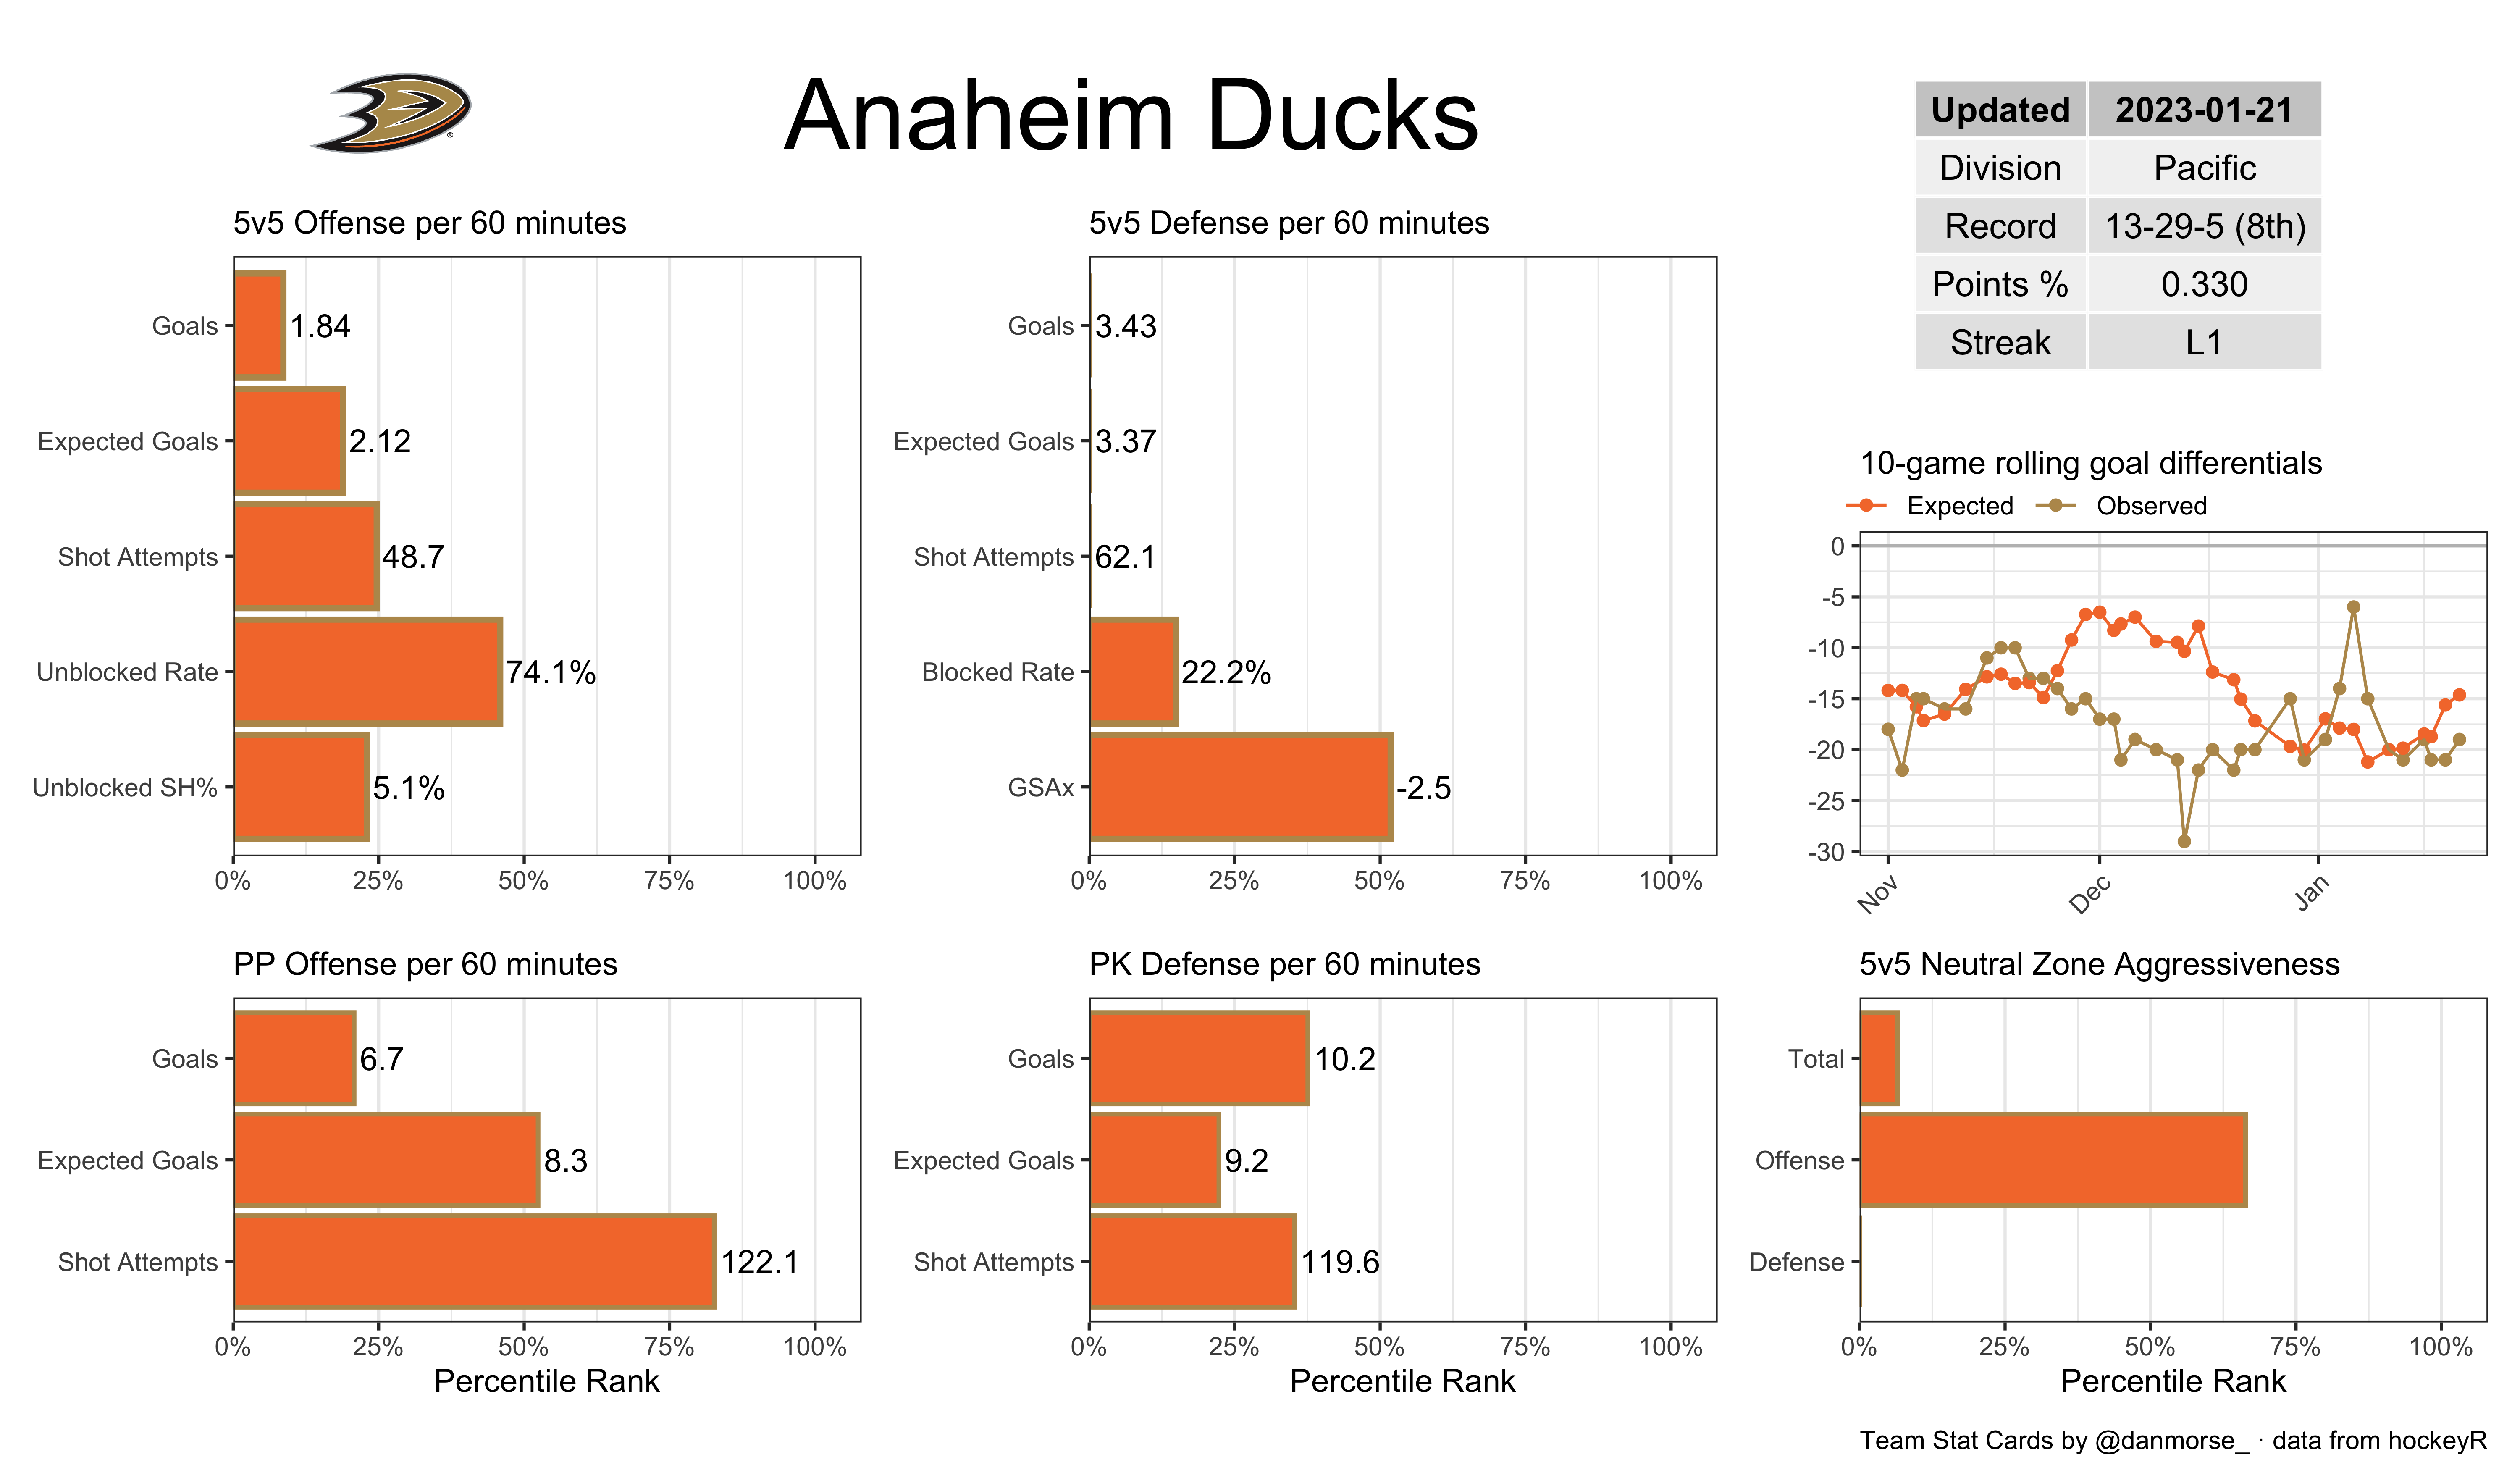 Anaheim Ducks
Updated 2023-01-21
Division Pacific
Record 13-29-5 (8th)
Points % 0.330
Streak L1
5v5 Offense per 60 minutes
Goals 1.84
Expected Goals 2.12
Shot Attempts 48.7
Unblocked Rate 74.1%
Unblocked SH% 5.1%
0% 25% 50% 75% 100%
5v5 Defense per 60 minutes
Goals 3.43
Expected Goals 3.37
Shot Attempts 62.1
Blocked Rate 22.2%
GSAx -2.5
0% 25% 50% 75% 100%
10-game rolling goal differentials
Expected Observed
0
-5
-10
-15
-20
-25
-30
Nov Dec Jan
PP Offense per 60 minutes
Goals 6.7
Expected Goals 8.3
Shot Attempts 122.1
0% 25% 50% 75% 100%
Percentile Rank
PK Defense per 60 minutes
Goals 10.2
Expected Goals 9.2
Shot Attempts 119.6
0% 25% 50% 75% 100%
Percentile Rank
5v5 Neutral Zone Aggressiveness
Total
Offense
Defense
0% 25% 50% 75% 100%
Percentile Rank
Team Stat Cards by @danmorse_ · data from hockeyR